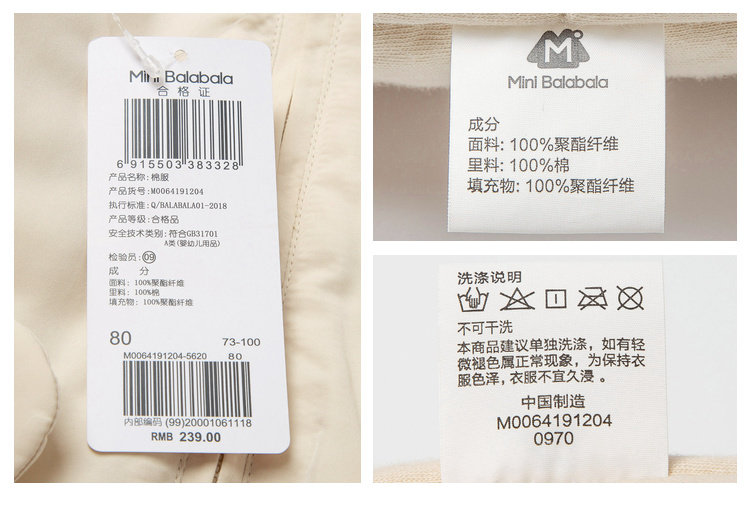 Mini Balabala
合格证
6 915503 383328
产品名称: 棉服
产品货号: M0064191204
执行标准: Q/BALABALA01-2018
产品等级: 合格品
安全技术类别: 符合GB31701
A类(婴幼儿用品)
检验员: 09
成 分
面料: 100%聚酯纤维
里料: 100%棉
填充物: 100%聚酯纤维
80 73-100
M0064191204-5620 80
内部编码 (99)20001061118
RMB 239.00
M
Mini Balabala
成分
面料: 100%聚酯纤维
里料: 100%棉
填充物: 100%聚酯纤维
洗涤说明
不可干洗
本商品建议单独洗涤，如有轻
微褪色属正常现象，为保持衣
服色泽，衣服不宜久浸。
中国制造
M0064191204
0970